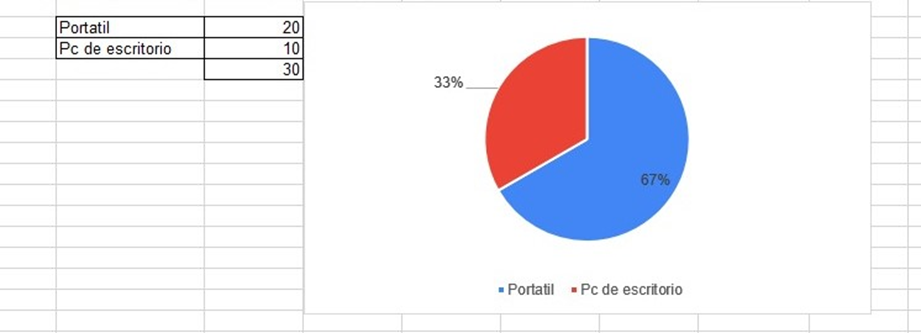 Portatil 20
Pc de escritorio 10
30
33%
67%
Portatil Pc de escritorio